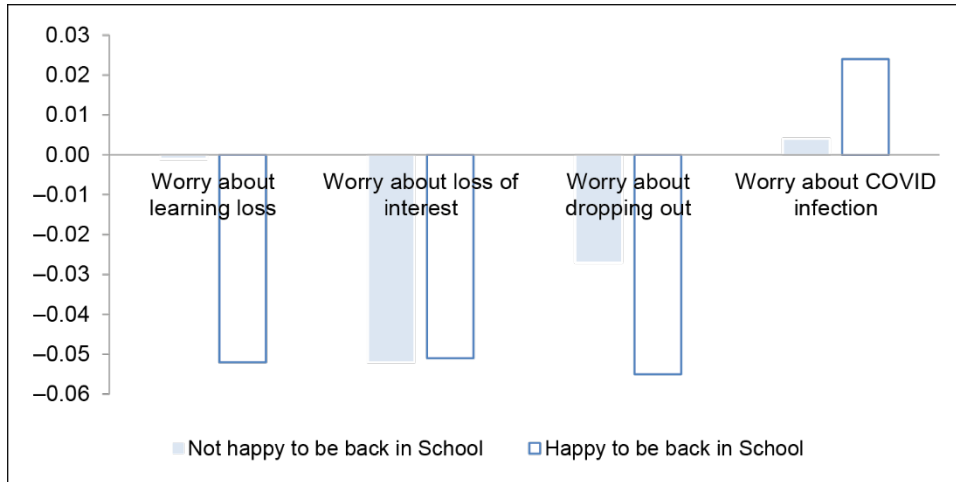 0.03
0.02
0.01
0.00
–0.01
–0.02
–0.03
–0.04
–0.05
–0.06
Worry about learning loss
Worry about loss of interest
Worry about dropping out
Worry about COVID infection
Not happy to be back in School
Happy to be back in School